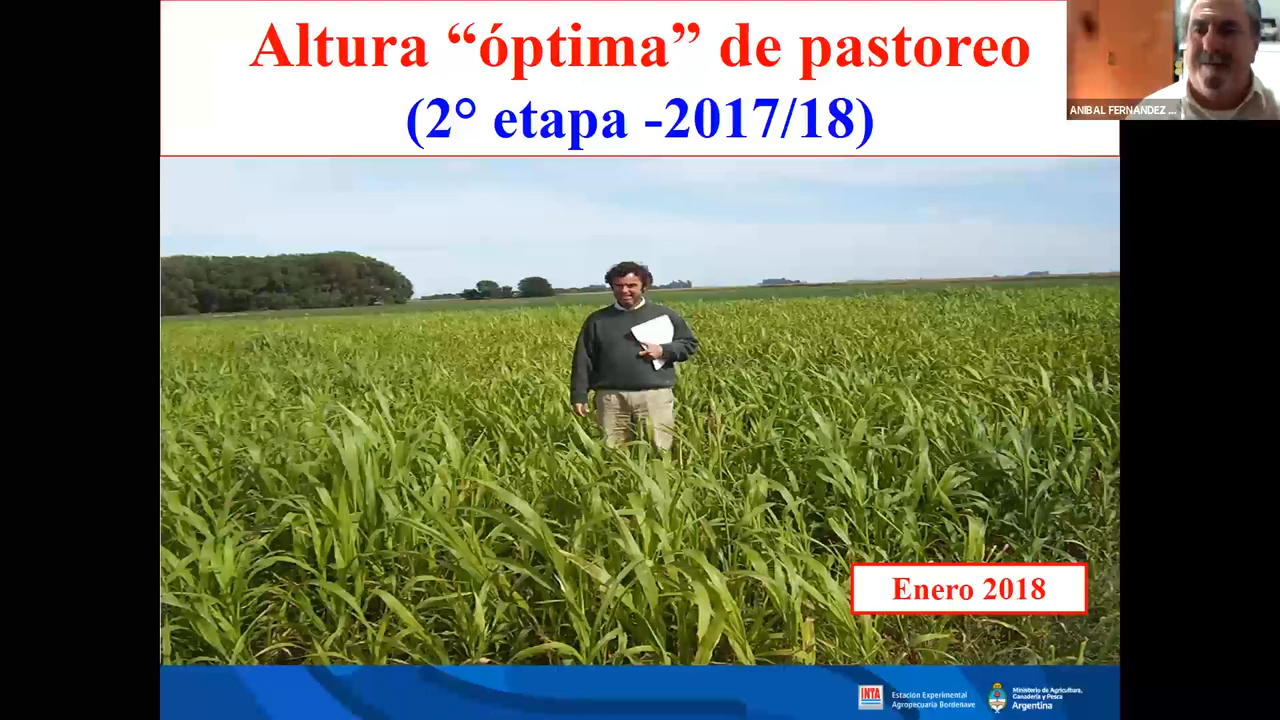 Altura “óptima” de pastoreo
(2° etapa -2017/18)
ANIBAL FERNANDEZ ...
Enero 2018
INTA
Estación Experimental
Agropecuaria Bordenave
Ministerio de Agricultura,
Ganadería y Pesca
Argentina